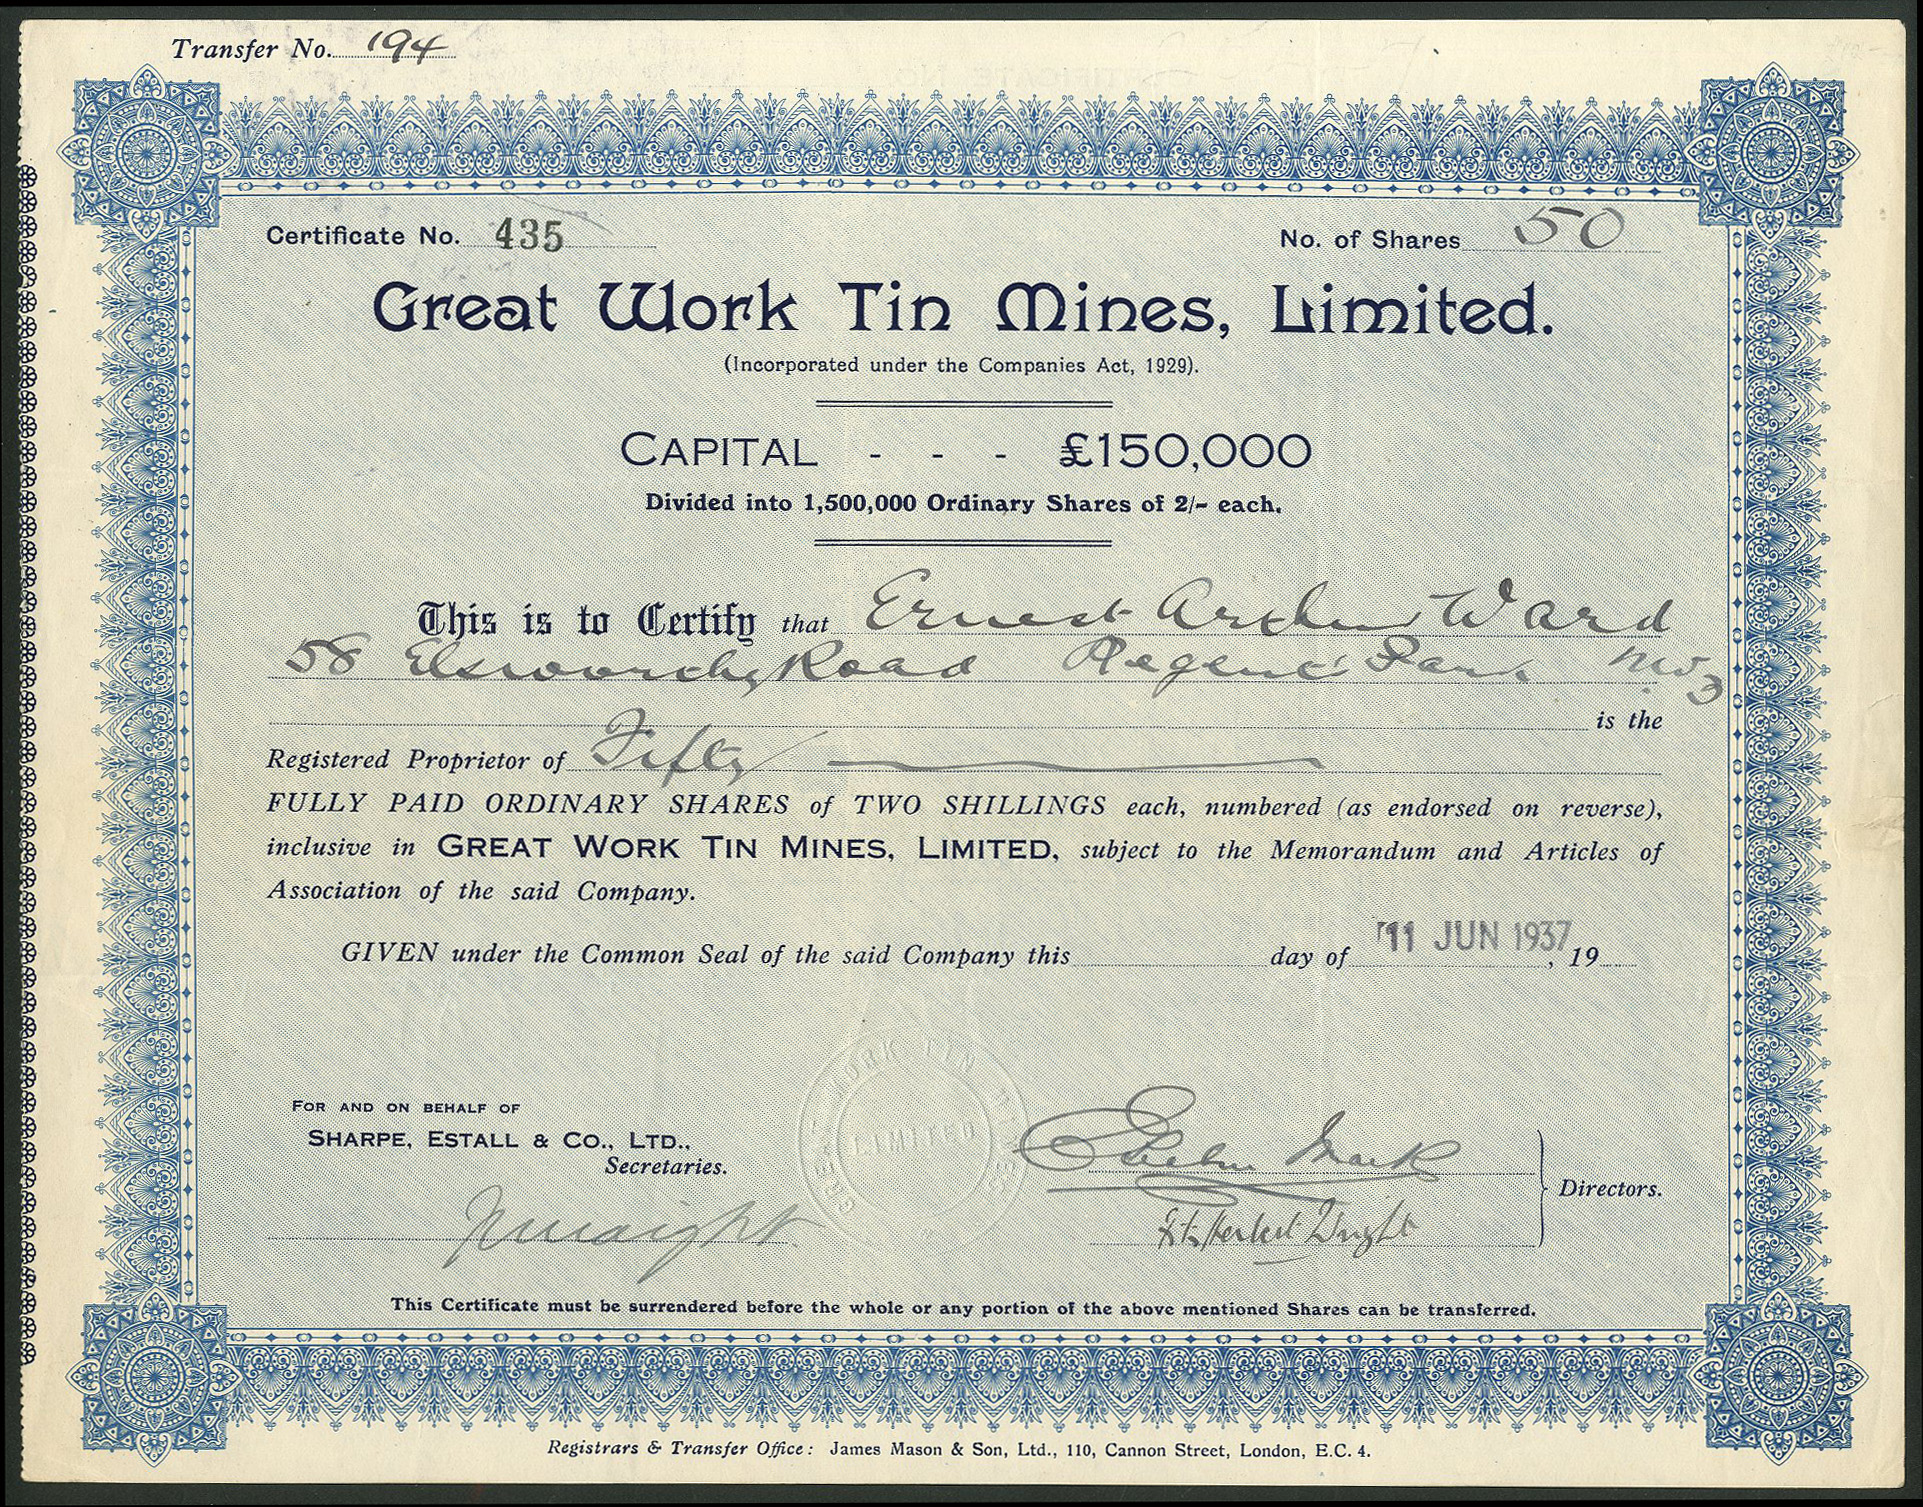 Transfer No. 194
Certificate No. 435
No. of Shares 50
Great Work Tin Mines, Limited.
(Incorporated under the Companies Act, 1929).
CAPITAL - - - £150,000
Divided into 1,500,000 Ordinary Shares of 2/- each.
This is to Certify that Ernest Arthur Ward
58 Elsworthy Road Regent's Park NW3
is the
Registered Proprietor of Fifty
FULLY PAID ORDINARY SHARES of TWO SHILLINGS each, numbered (as endorsed on reverse),
inclusive in GREAT WORK TIN MINES, LIMITED, subject to the Memorandum and Articles of
Association of the said Company.
GIVEN under the Common Seal of the said Company this day of 11 JUN 1937, 19
GREAT WORK TIN MINES
LIMITED
FOR AND ON BEHALF OF
SHARPE, ESTALL & CO., LTD.,
Secretaries.
Directors.
FitzHerbert Wright
This Certificate must be surrendered before the whole or any portion of the above mentioned Shares can be transferred.
Registrars & Transfer Office: James Mason & Son, Ltd., 110, Cannon Street, London, E.C. 4.